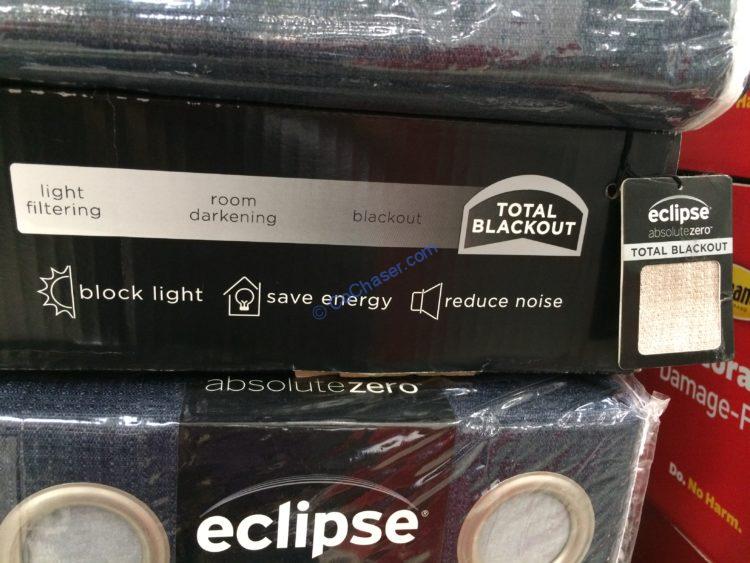 light
filtering
room
darkening
blackout
TOTAL
BLACKOUT
block light
save energy
reduce noise
eclipse
absolutezero™
TOTAL BLACKOUT
absolutezero
eclipse®
Damage-F
Do. No Harm.